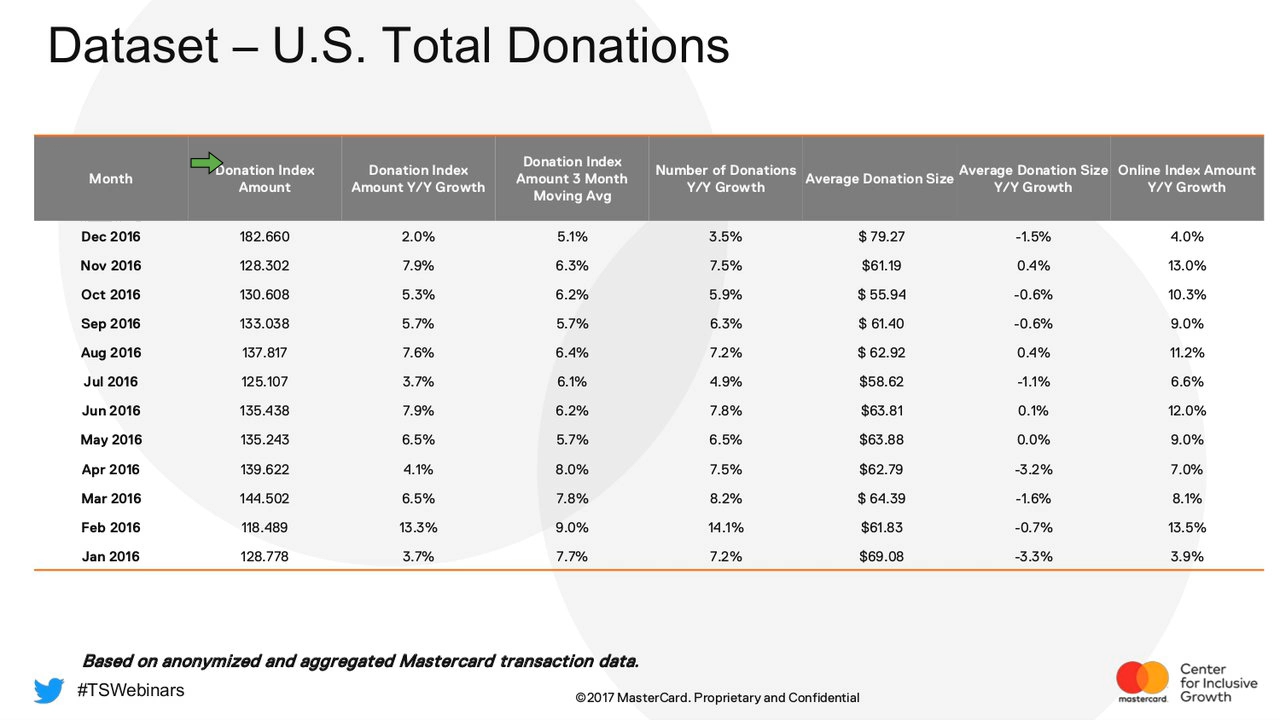 Dataset – U.S. Total Donations
Month
Donation Index
Amount
Donation Index
Amount Y/Y Growth
Donation Index
Amount 3 Month
Moving Avg
Number of Donations
Y/Y Growth
Average Donation Size
Average Donation Size
Y/Y Growth
Online Index Amount
Y/Y Growth
Dec 2016 182.660 2.0% 5.1% 3.5% $ 79.27 -1.5% 4.0%
Nov 2016 128.302 7.9% 6.3% 7.5% $61.19 0.4% 13.0%
Oct 2016 130.608 5.3% 6.2% 5.9% $ 55.94 -0.6% 10.3%
Sep 2016 133.038 5.7% 5.7% 6.3% $ 61.40 -0.6% 9.0%
Aug 2016 137.817 7.6% 6.4% 7.2% $ 62.92 0.4% 11.2%
Jul 2016 125.107 3.7% 6.1% 4.9% $58.62 -1.1% 6.6%
Jun 2016 135.438 7.9% 6.2% 7.8% $63.81 0.1% 12.0%
May 2016 135.243 6.5% 5.7% 6.5% $63.88 0.0% 9.0%
Apr 2016 139.622 4.1% 8.0% 7.5% $62.79 -3.2% 7.0%
Mar 2016 144.502 6.5% 7.8% 8.2% $ 64.39 -1.6% 8.1%
Feb 2016 118.489 13.3% 9.0% 14.1% $61.83 -0.7% 13.5%
Jan 2016 128.778 3.7% 7.7% 7.2% $69.08 -3.3% 3.9%
Based on anonymized and aggregated Mastercard transaction data.
#TSWebinars
©2017 MasterCard. Proprietary and Confidential
mastercard.
Center
for Inclusive
Growth